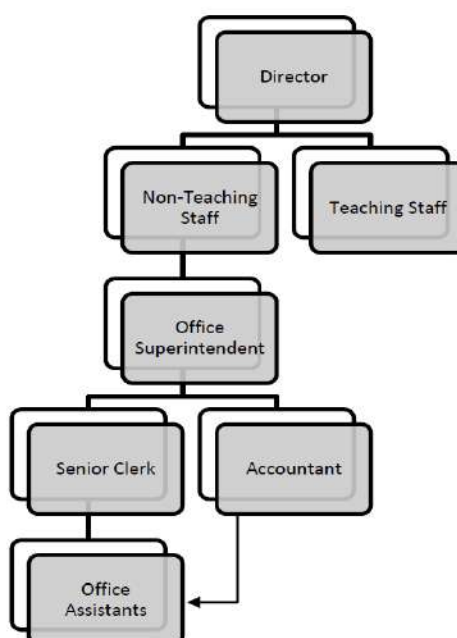 Director
Non-Teaching
Staff
Teaching Staff
Office
Superintendent
Senior Clerk
Accountant
Office
Assistants